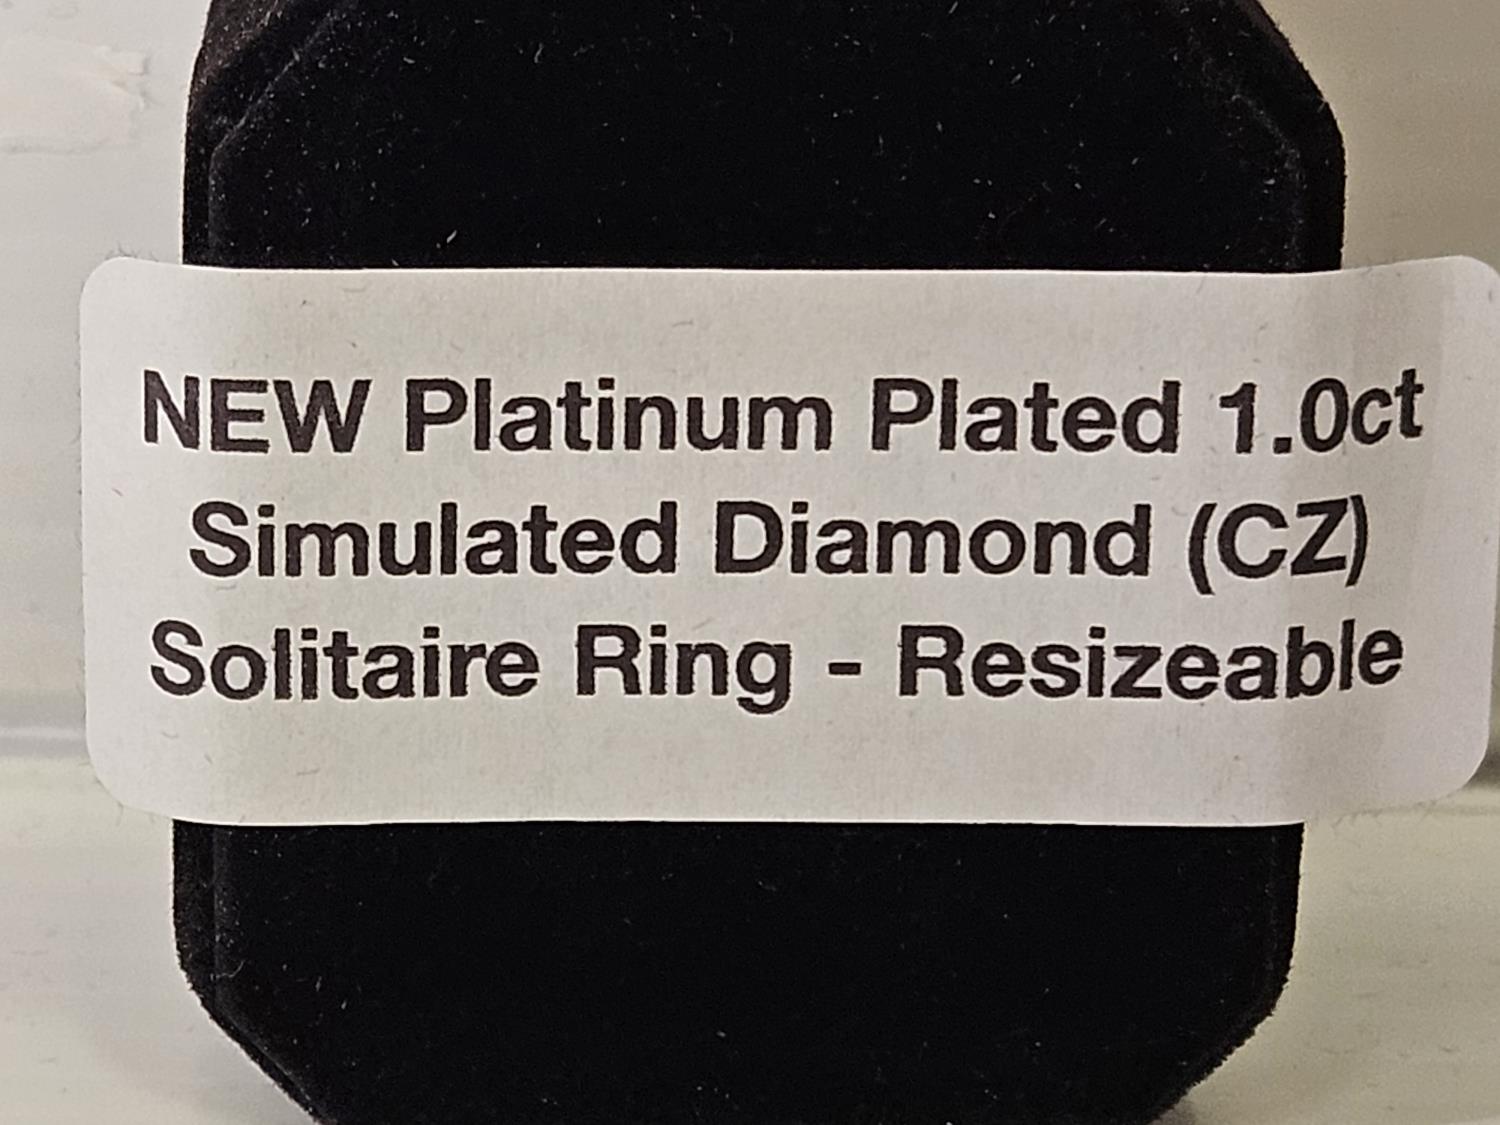 NEW Platinum Plated 1.0ct
Simulated Diamond (CZ)
Solitaire Ring - Resizeable